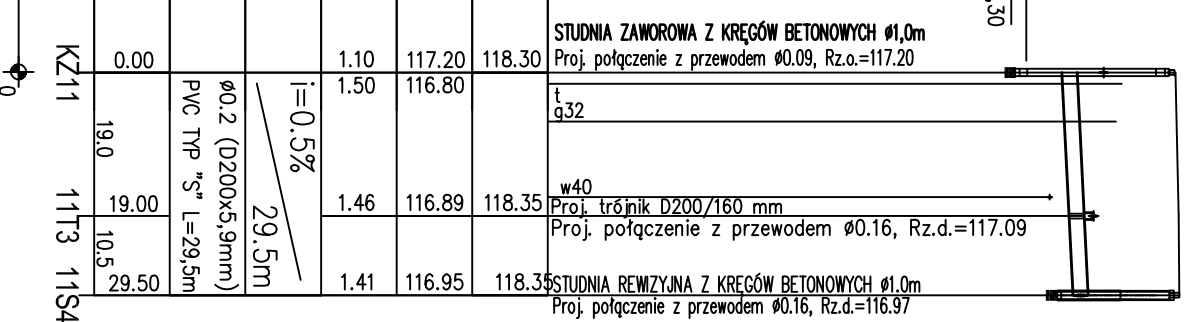 ,30
STUDNIA ZAWOROWA Z KRĘGÓW BETONOWYCH ø1,0m
KZ11 0.00 1.10 117.20 118.30 Proj. połączenie z przewodem ø0.09, Rz.o.=117.20
1.50 116.80
0
t
g32
i=0.5%
29.5m
ø0.2 (D200x5,9mm)
PVC TYP "S" L=29,5m
19.0
w40
11T3 19.00 1.46 116.89 118.35 Proj. trójnik D200/160 mm
Proj. połączenie z przewodem ø0.16, Rz.d.=117.09
10.5
11S4 29.50 1.41 116.95 118.35 STUDNIA REWIZYJNA Z KRĘGÓW BETONOWYCH ø1.0m
Proj. połączenie z przewodem ø0.16, Rz.d.=116.97